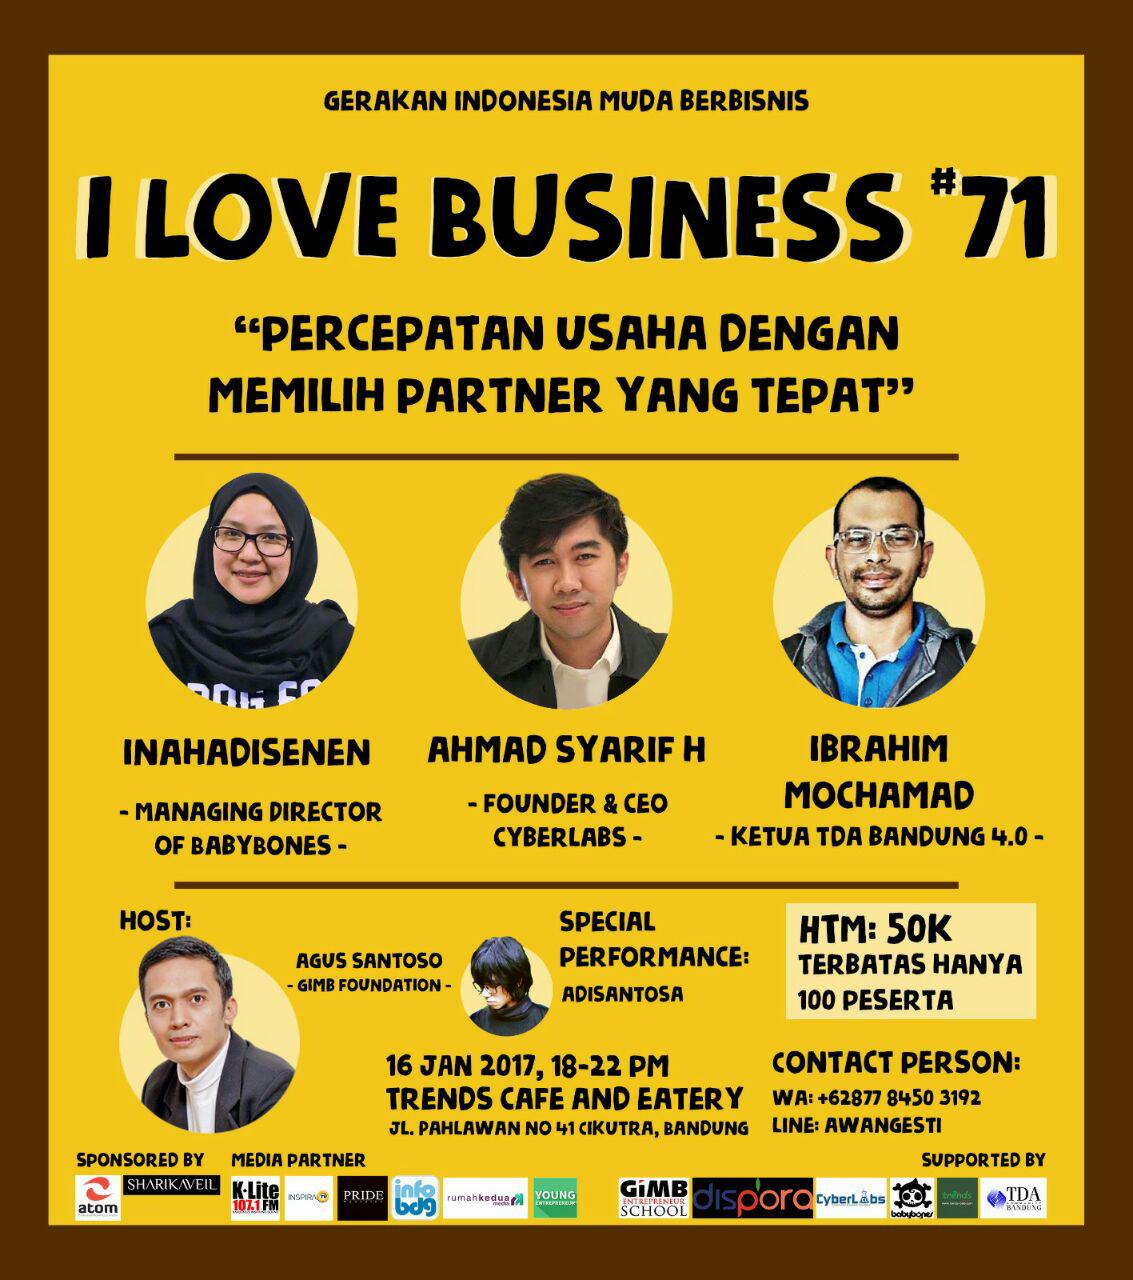 GERAKAN INDONESIA MUDA BERBISNIS
I LOVE BUSINESS #71
“PERCEPATAN USAHA DENGAN
MEMILIH PARTNER YANG TEPAT”
INAHADISENEN
- MANAGING DIRECTOR
OF BABYBONES -
AHMAD SYARIF H
- FOUNDER & CEO
CYBERLABS -
IBRAHIM
MOCHAMAD
- KETUA TDA BANDUNG 4.0 -
HOST:
AGUS SANTOSO
- GIMB FOUNDATION -
SPECIAL
PERFORMANCE:
ADISANTOSA
HTM: 50K
TERBATAS HANYA
100 PESERTA
16 JAN 2017, 18-22 PM
TRENDS CAFE AND EATERY
JL. PAHLAWAN NO 41 CIKUTRA, BANDUNG
CONTACT PERSON:
WA: +62877 8450 3192
LINE: AWANGESTI
SPONSORED BY
atom
SHARIKAVEIL
MEDIA PARTNER
K-Lite
107.1 FM
INSPIRA TV
PRIDE
info
bdg
rumahkedua
media
YOUNG
ENTREPRENEUR
SUPPORTED BY
GiMB
ENTREPRENEUR
SCHOOL
dispora
CyberLabs
babybones
trends
TDA
BANDUNG